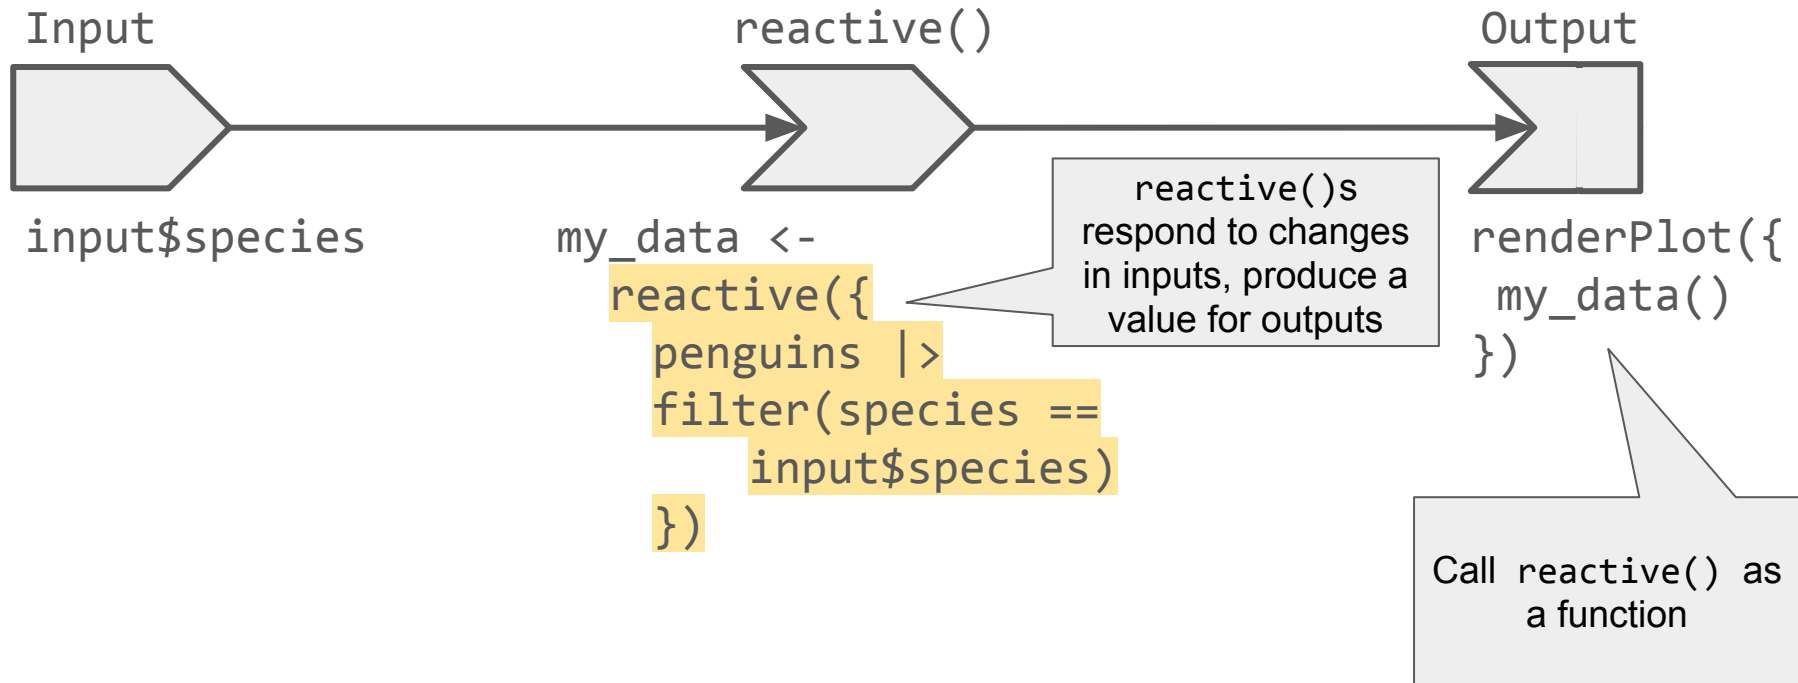 Input
reactive()
Output
input$species
my_data <-
reactive({
penguins |>
filter(species ==
input$species)
})
reactive()s
respond to changes
in inputs, produce a
value for outputs
renderPlot({
my_data()
})
Call reactive() as
a function